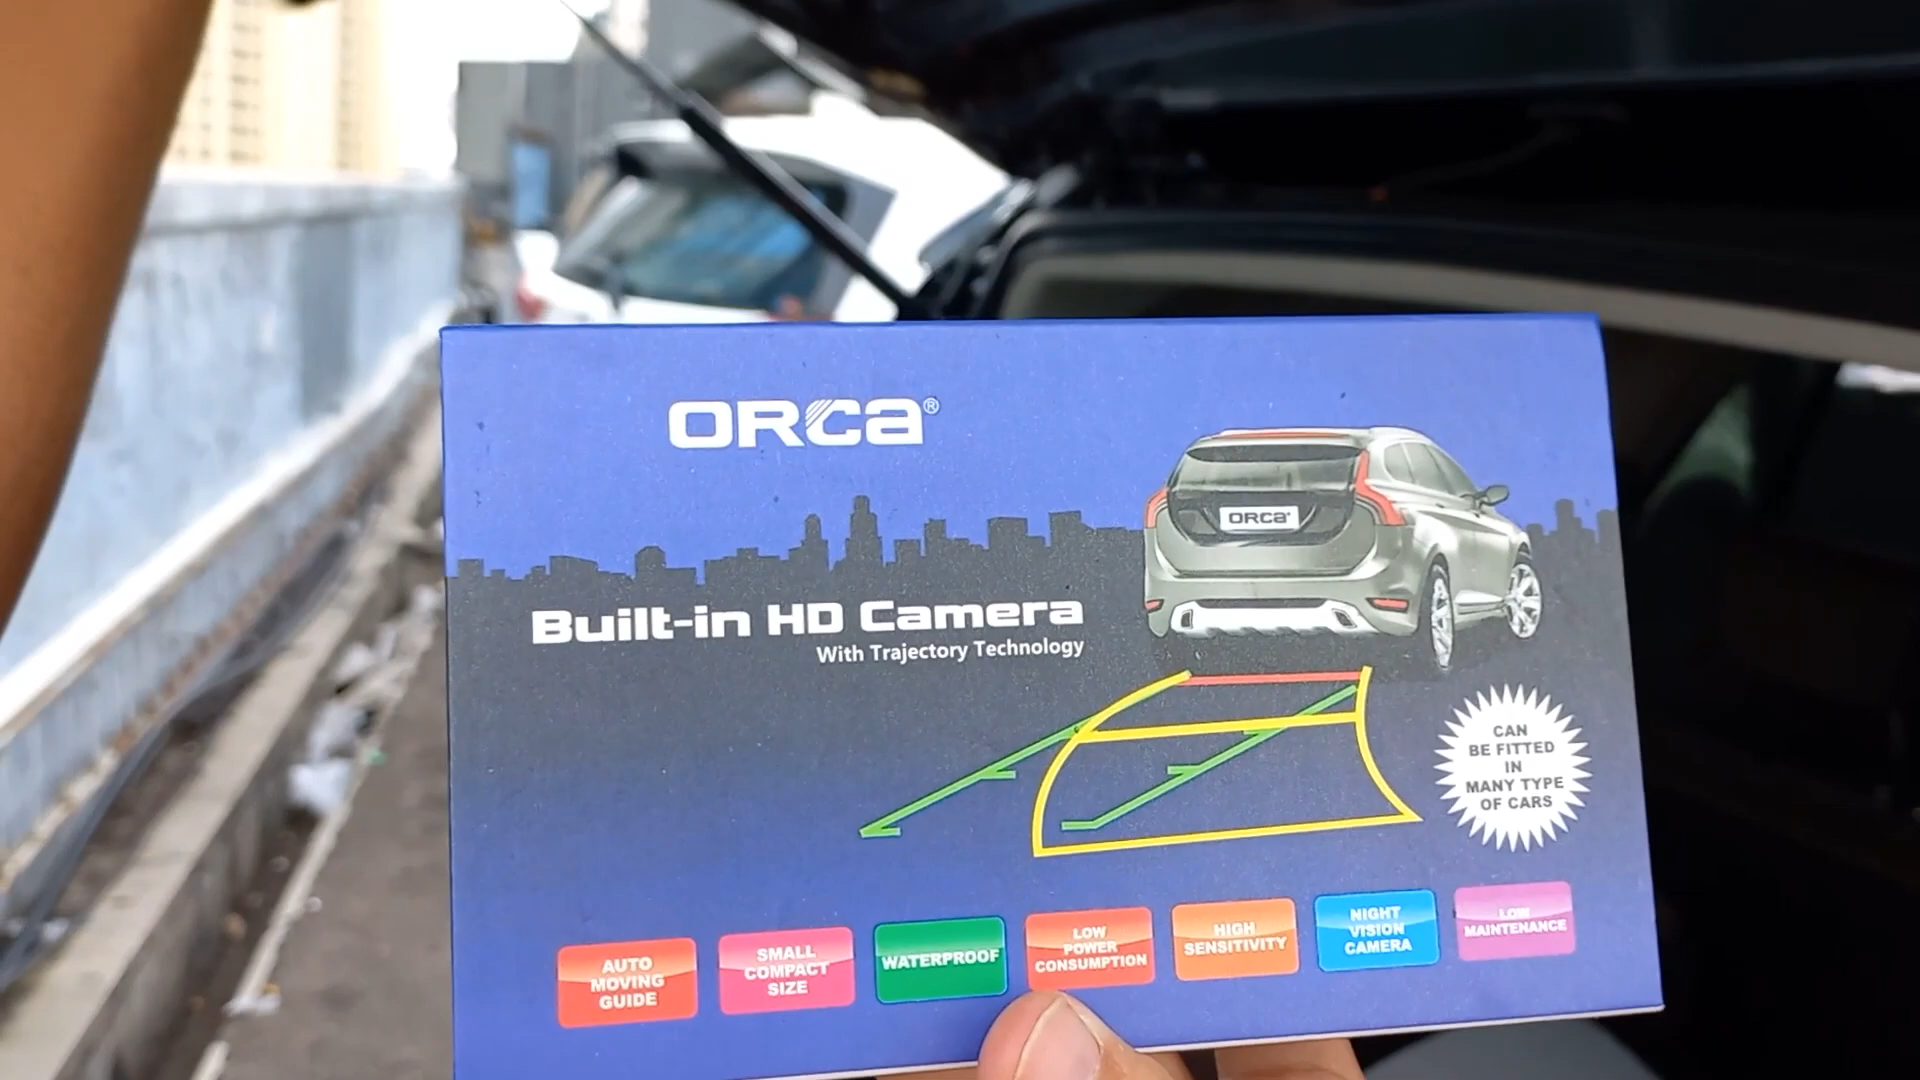 ORCA®
ORCA®
Built-in HD Camera
With Trajectory Technology
CAN
BE FITTED
IN
MANY TYPE
OF CARS
AUTO
MOVING
GUIDE
SMALL
COMPACT
SIZE
WATERPROOF
LOW
POWER
CONSUMPTION
HIGH
SENSITIVITY
NIGHT
VISION
CAMERA
LOW
MAINTENANCE